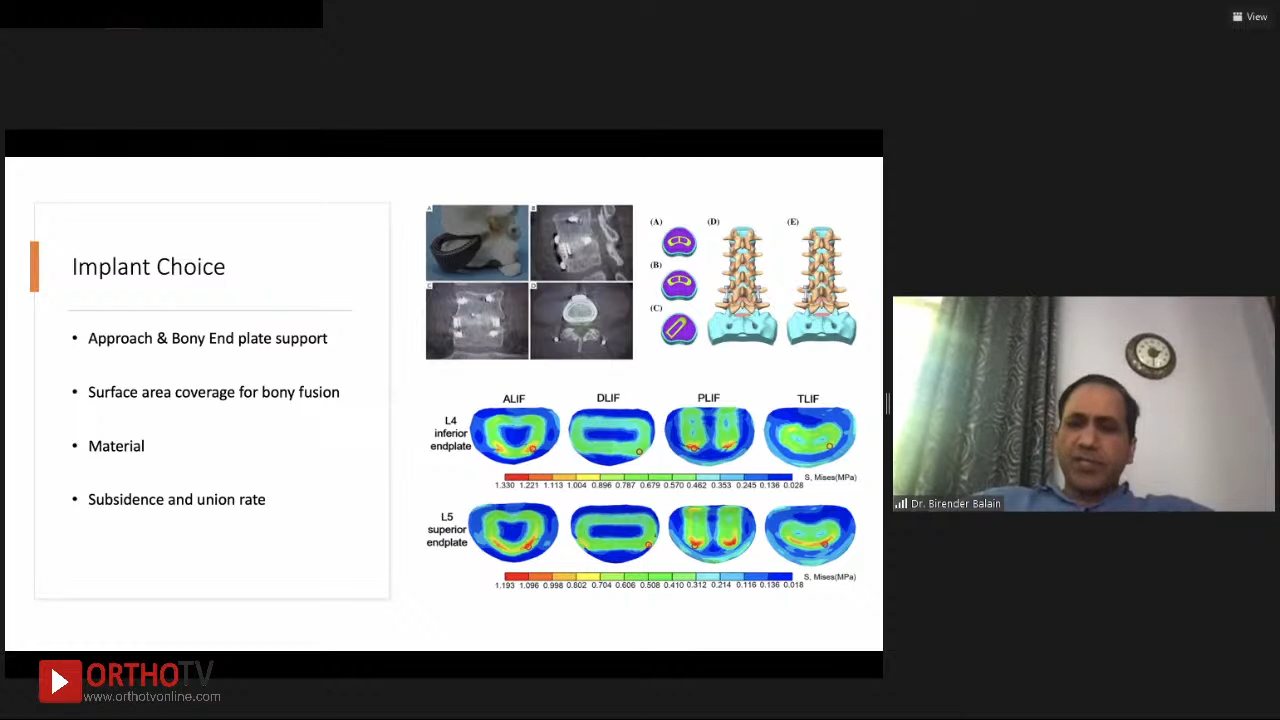 View
Implant Choice
• Approach & Bony End plate support
• Surface area coverage for bony fusion
• Material
• Subsidence and union rate
A
B
C
D
(A)
(D)
(E)
(B)
(C)
ALIF DLIF PLIF TLIF
L4
inferior
endplate
S, Mises(MPa)
1.330 1.221 1.113 1.004 0.896 0.787 0.679 0.570 0.462 0.353 0.245 0.136 0.028
L5
superior
endplate
S, Mises(MPa)
1.193 1.096 0.998 0.802 0.704 0.606 0.508 0.410 0.312 0.214 0.116 0.136 0.018
Dr. Birender Balain
ORTHOTV
www.orthotvonline.com